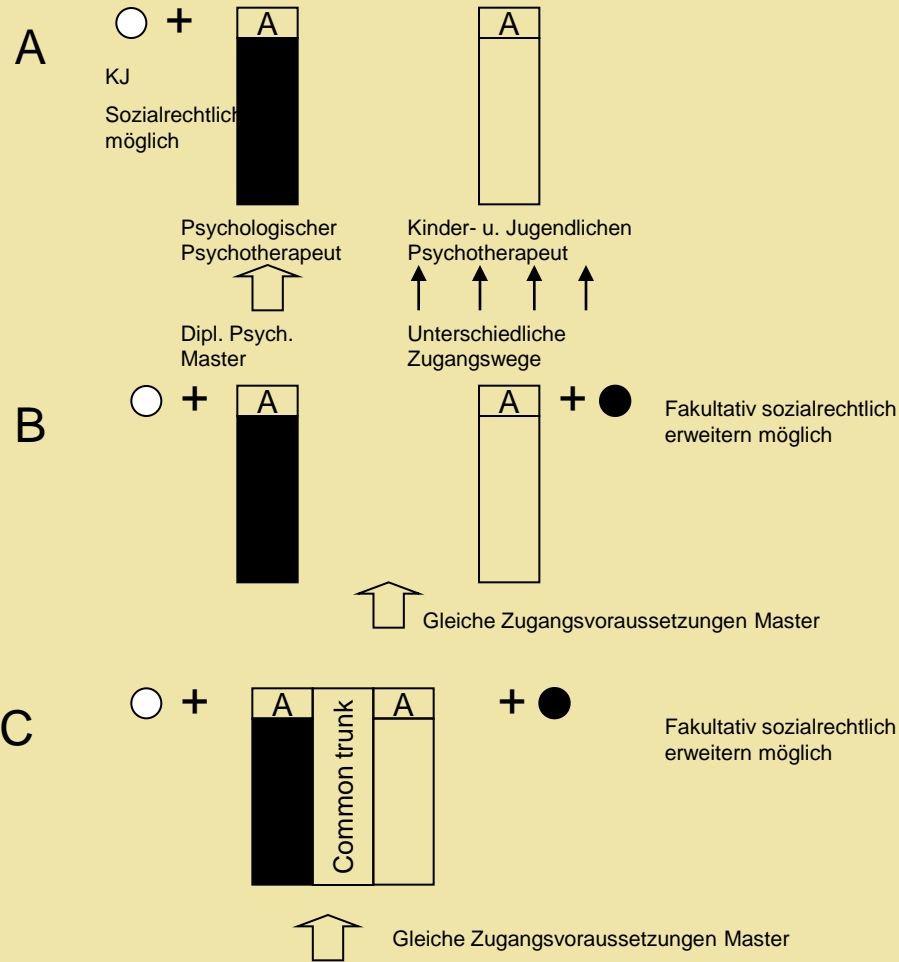 A
+
A
A
KJ
Sozialrechtlich
möglich
Psychologischer
Psychotherapeut
Kinder- u. Jugendlichen
Psychotherapeut
Dipl. Psych.
Master
Unterschiedliche
Zugangswege
B
+
A
A
+
Fakultativ sozialrechtlich
erweitern möglich
Gleiche Zugangsvoraussetzungen Master
C
+
A
Common trunk
A
+
Fakultativ sozialrechtlich
erweitern möglich
Gleiche Zugangsvoraussetzungen Master